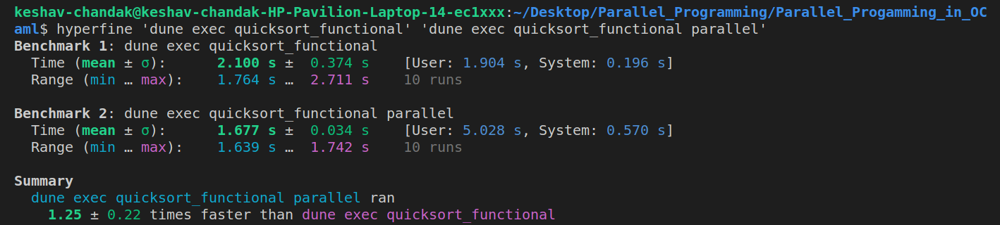 keshav-chandak@keshav-chandak-HP-Pavilion-Laptop-14-ec1xxx:~/Desktop/Parallel_Programming/Parallel_Progamming_in_OC
aml$ hyperfine 'dune exec quicksort_functional' 'dune exec quicksort_functional parallel'
Benchmark 1: dune exec quicksort_functional
  Time (mean ± σ):      2.100 s ±  0.374 s    [User: 1.904 s, System: 0.196 s]
  Range (min … max):    1.764 s …  2.711 s    10 runs

Benchmark 2: dune exec quicksort_functional parallel
  Time (mean ± σ):      1.677 s ±  0.034 s    [User: 5.028 s, System: 0.570 s]
  Range (min … max):    1.639 s …  1.742 s    10 runs

Summary
  dune exec quicksort_functional parallel ran
    1.25 ± 0.22 times faster than dune exec quicksort_functional